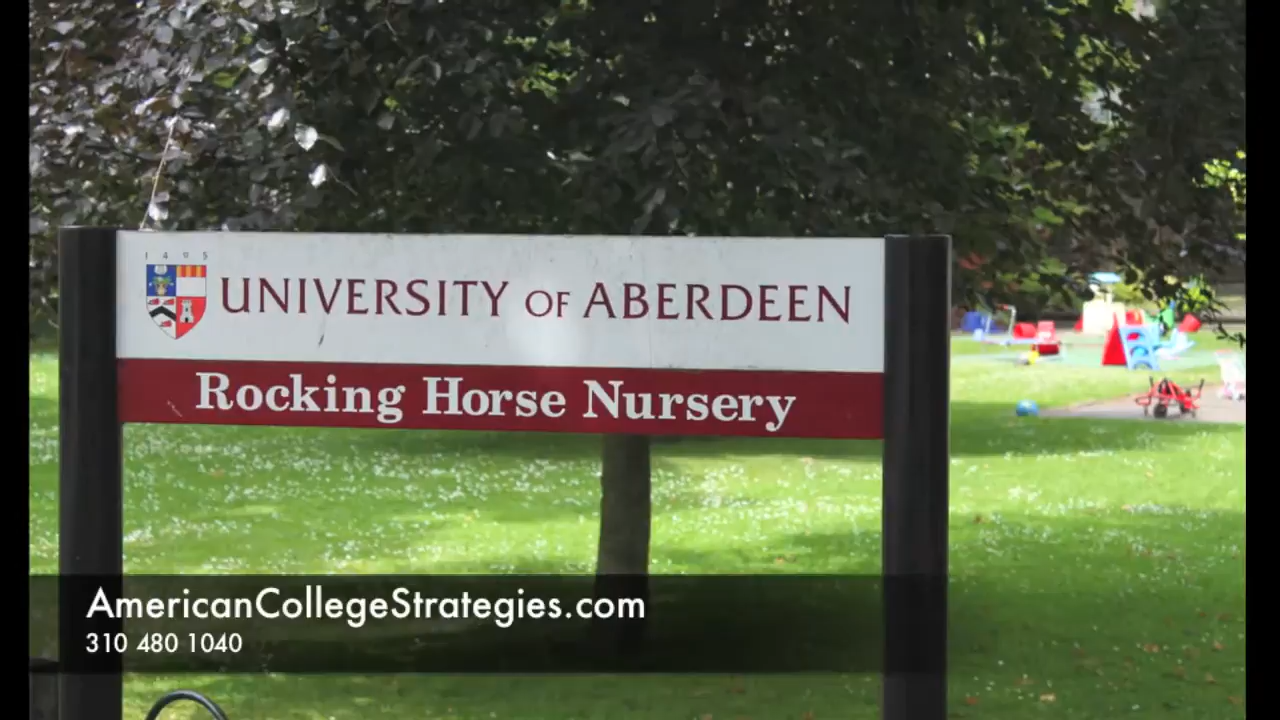 1495
UNIVERSITY OF ABERDEEN
Rocking Horse Nursery
AmericanCollegeStrategies.com
310 480 1040